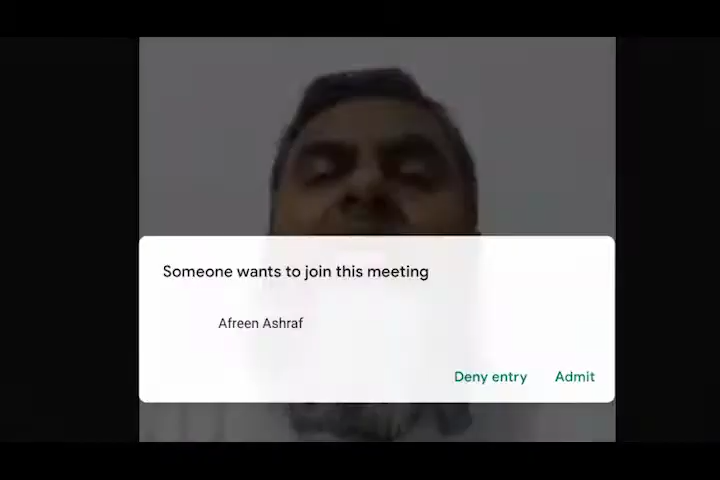 Someone wants to join this meeting
Afreen Ashraf
Deny entry Admit